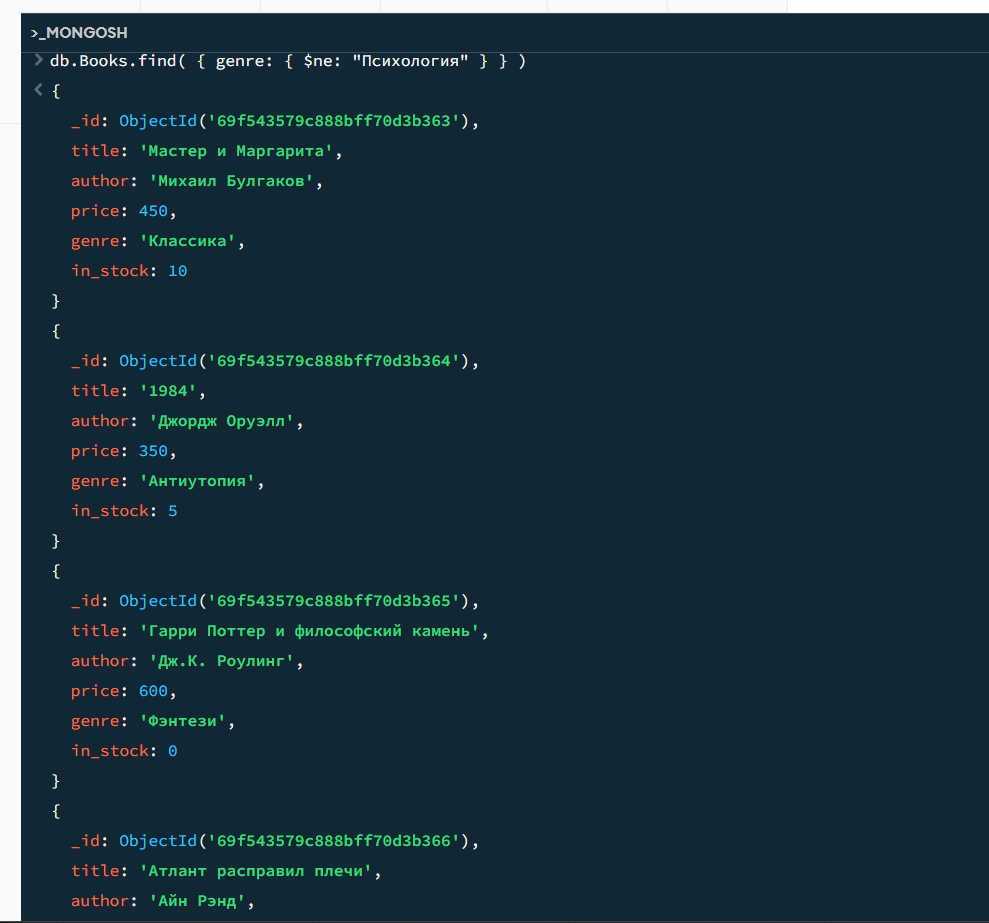 >_MONGOSH
> db.Books.find( { genre: { $ne: "Психология" } } )
< {
_id: ObjectId('69f543579c888bff70d3b363'),
title: 'Мастер и Маргарита',
author: 'Михаил Булгаков',
price: 450,
genre: 'Классика',
in_stock: 10
}
{
_id: ObjectId('69f543579c888bff70d3b364'),
title: '1984',
author: 'Джордж Оруэлл',
price: 350,
genre: 'Антиутопия',
in_stock: 5
}
{
_id: ObjectId('69f543579c888bff70d3b365'),
title: 'Гарри Поттер и философский камень',
author: 'Дж.К. Роулинг',
price: 600,
genre: 'Фэнтези',
in_stock: 0
}
{
_id: ObjectId('69f543579c888bff70d3b366'),
title: 'Атлант расправил плечи',
author: 'Айн Рэнд',